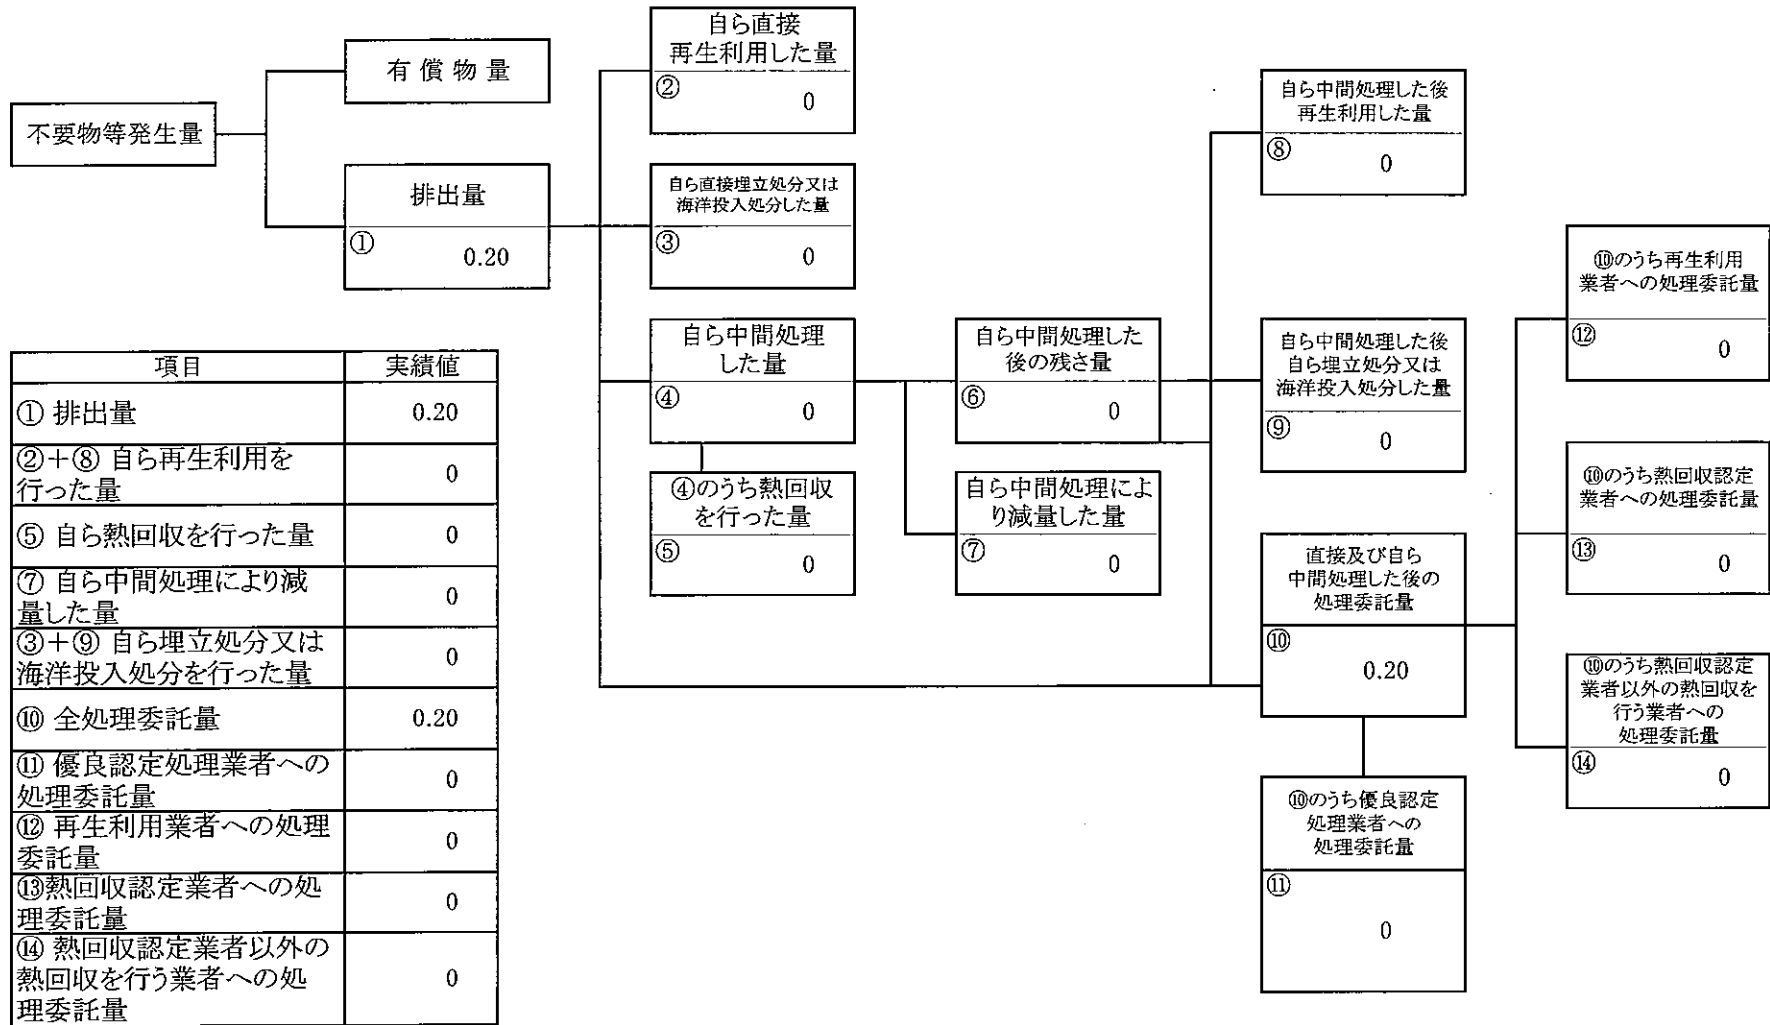 不要物等発生量
有 償 物 量
排出量
①
0.20
自ら直接
再生利用した量
②
0
自ら直接埋立処分又は
海洋投入処分した量
③
0
自ら中間処理
した量
④
0
④のうち熱回収
を行った量
⑤
0
自ら中間処理した
後の残さ量
⑥
0
自ら中間処理によ
り減量した量
⑦
0
自ら中間処理した後
再生利用した量
⑧
0
自ら中間処理した後
自ら埋立処分又は
海洋投入処分した量
⑨
0
直接及び自ら
中間処理した後の
処理委託量
⑩
0.20
⑩のうち優良認定
処理業者への
処理委託量
⑪
0
⑩のうち再生利用
業者への処理委託量
⑫
0
⑩のうち熱回収認定
業者への処理委託量
⑬
0
⑩のうち熱回収認定
業者以外の熱回収を
行う業者への
処理委託量
⑭
0
項目 実績値
① 排出量 0.20
②+⑧ 自ら再生利用を
行った量 0
⑤ 自ら熱回収を行った量 0
⑦ 自ら中間処理により減
量した量 0
③+⑨ 自ら埋立処分又は
海洋投入処分を行った量 0
⑩ 全処理委託量 0.20
⑪ 優良認定処理業者への
処理委託量 0
⑫ 再生利用業者への処理
委託量 0
⑬熱回収認定業者への処
理委託量 0
⑭ 熱回収認定業者以外の
熱回収を行う業者への処
理委託量 0